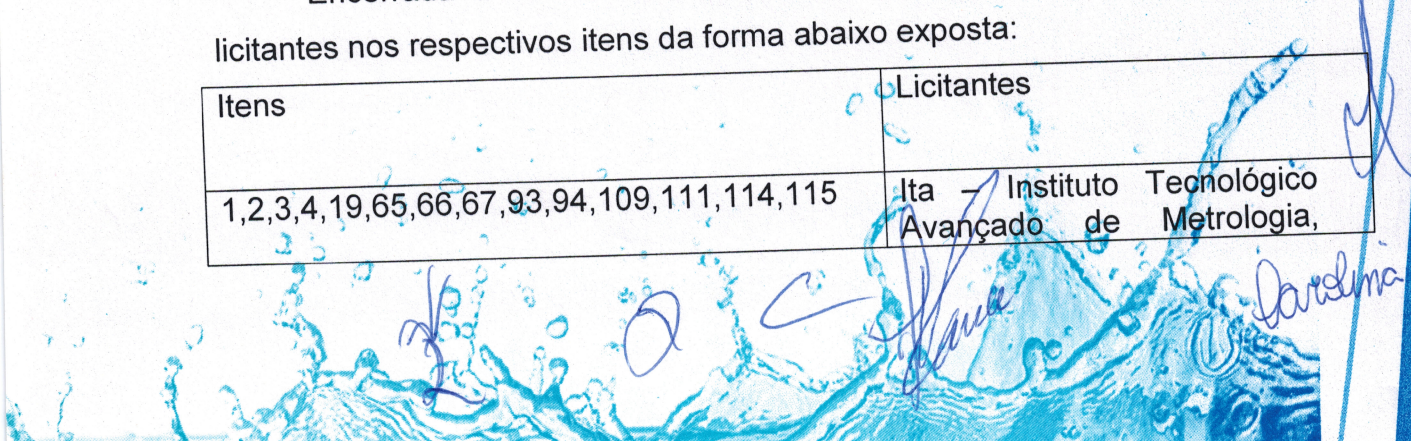 licitantes nos respectivos itens da forma abaixo exposta:
Itens
Licitantes
1,2,3,4,19,65,66,67,93,94,109,111,114,115
Ita – Instituto Tecnológico
Avançado de Metrologia,
Carolina